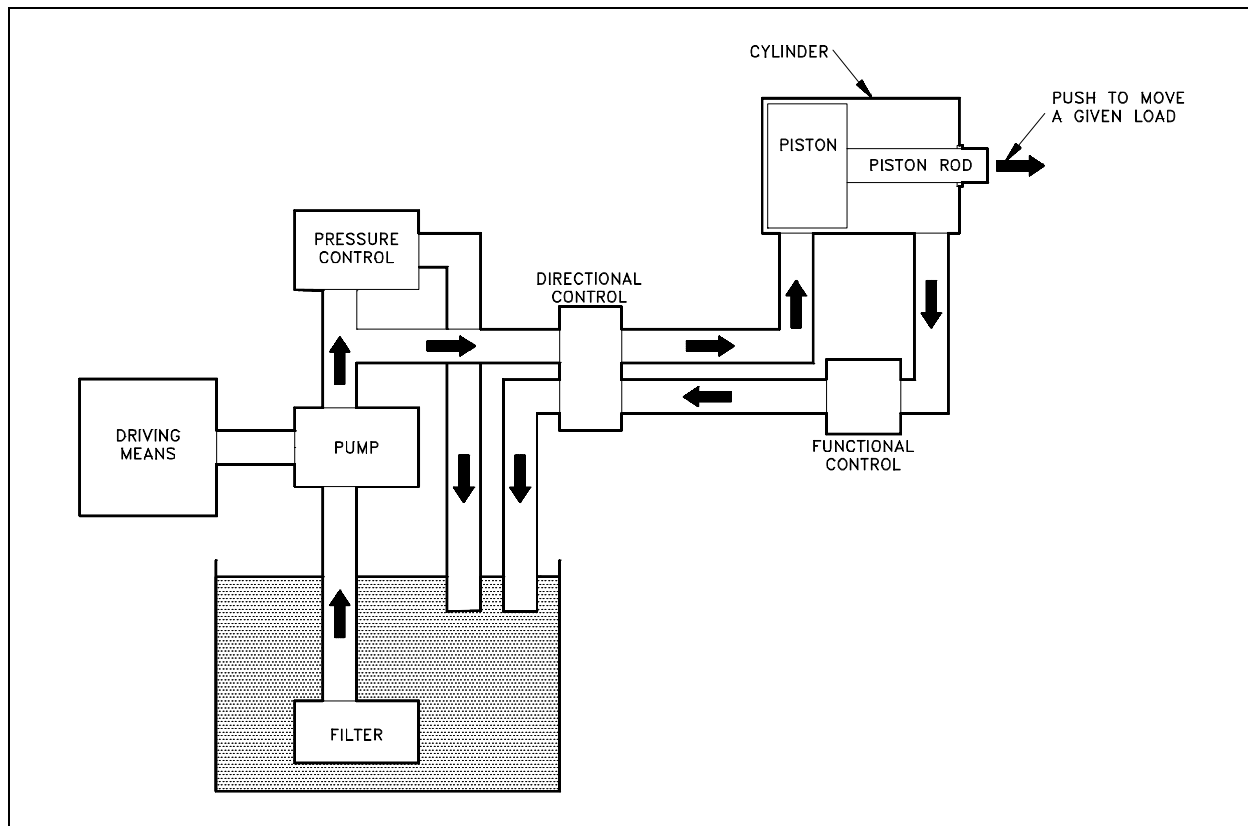 CYLINDER
PUSH TO MOVE
A GIVEN LOAD
PISTON
PISTON ROD
PRESSURE
CONTROL
DIRECTIONAL
CONTROL
DRIVING
MEANS
PUMP
FUNCTIONAL
CONTROL
FILTER